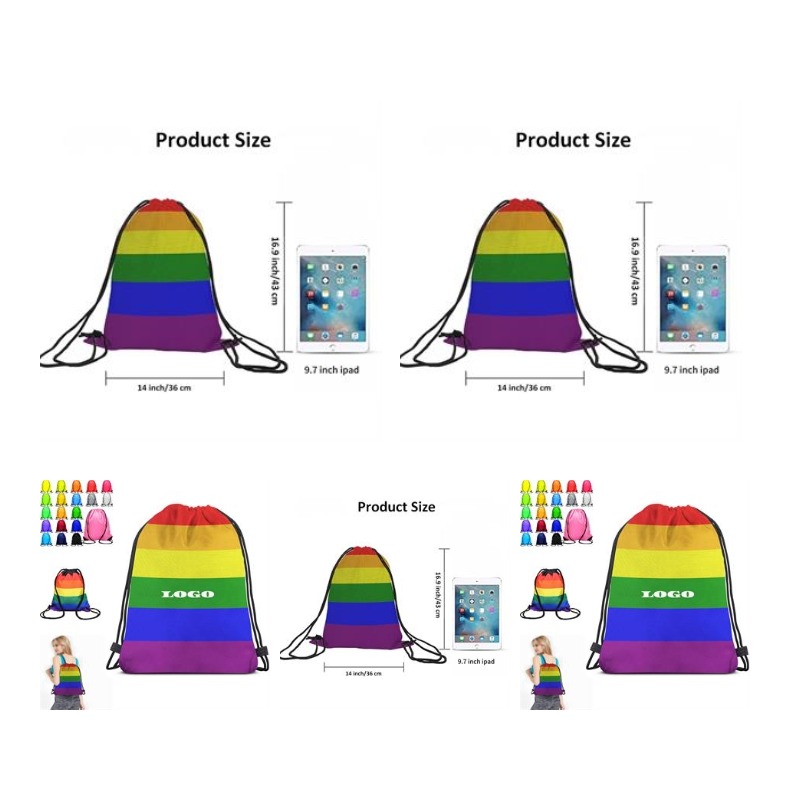 Product Size
Product Size
16.9 inch/43 cm
16.9 inch/43 cm
9.7 inch ipad
9.7 inch ipad
14 inch/36 cm
14 inch/36 cm
Product Size
LOGO
16.9 inch/43 cm
LOGO
9.7 inch ipad
14 inch/36 cm